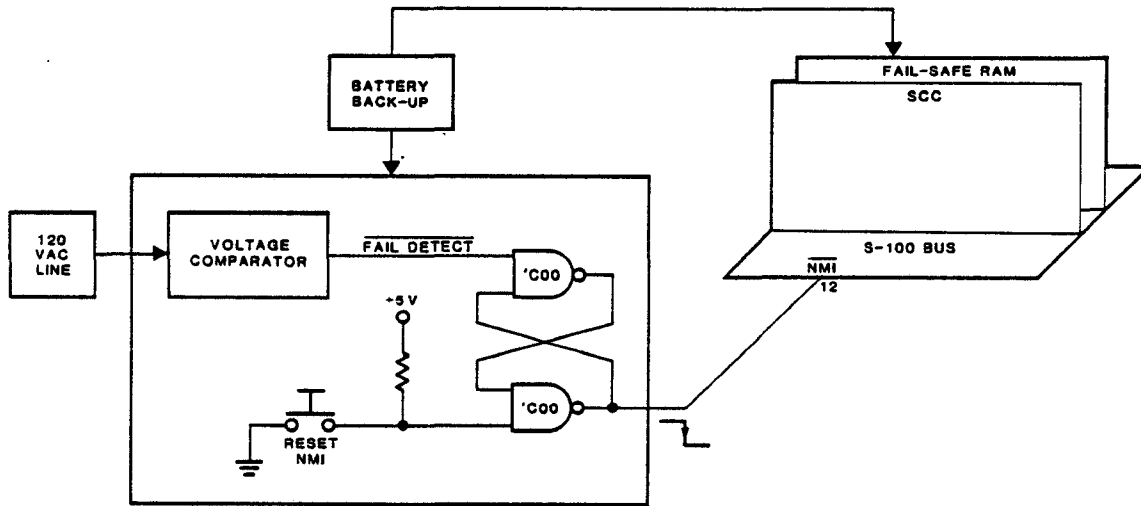 BATTERY
BACK-UP
FAIL-SAFE RAM
SCC
120
VAC
LINE
VOLTAGE
COMPARATOR
FAIL DETECT
'C00
+5 V
'C00
RESET
NMI
S-100 BUS
NMI
12